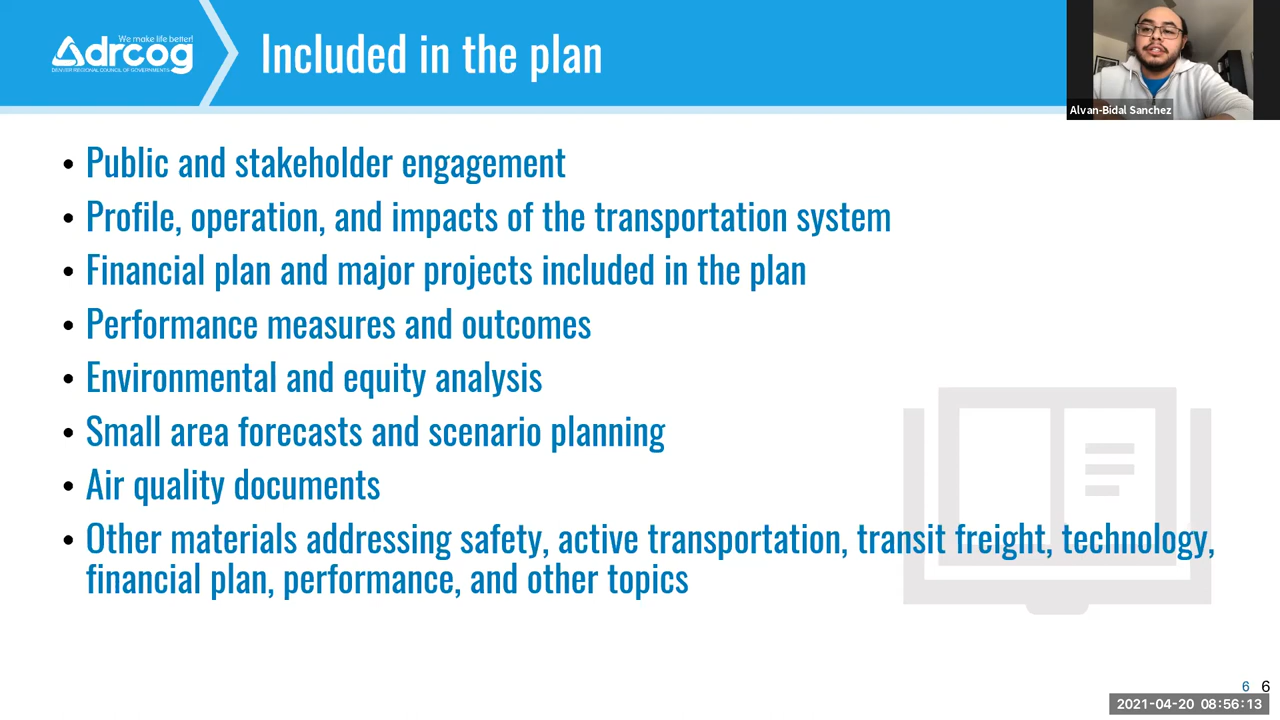 We make life better!
drcog
DENVER REGIONAL COUNCIL OF GOVERNMENTS
Included in the plan
Alvan-Bidal Sanchez
• Public and stakeholder engagement
• Profile, operation, and impacts of the transportation system
• Financial plan and major projects included in the plan
• Performance measures and outcomes
• Environmental and equity analysis
• Small area forecasts and scenario planning
• Air quality documents
• Other materials addressing safety, active transportation, transit freight, technology,
financial plan, performance, and other topics
6 6
2021-04-20 08:56:13